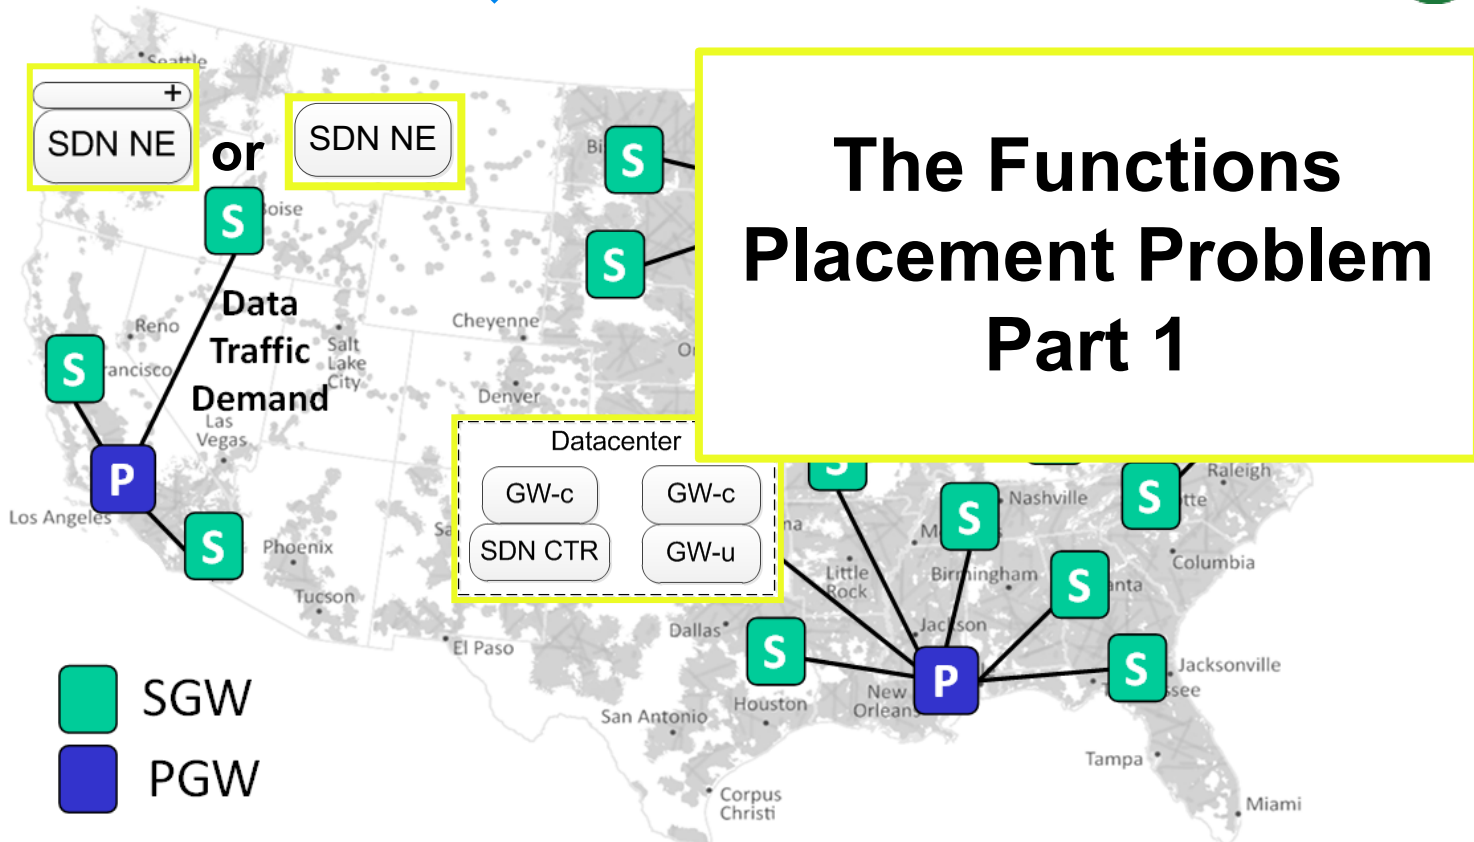 Seattle
+
SDN NE
or
SDN NE
S
Boise
S
S
The Functions
Placement Problem
Part 1
Data
Traffic
Demand
Reno
Salt
Lake
City
Cheyenne
Denver
S
rancisco
Las
Vegas
P
Los Angeles
S
Phoenix
Tucson
El Paso
Datacenter
GW-c
GW-c
SDN CTR
GW-u
S
S
Nashville
S
Raleigh
Columbia
Little
Rock
Birmingham
S
anta
Dallas
Jackson
S
P
S
Jacksonville
New
Orleans
Houston
San Antonio
Tampa
Corpus
Christi
Miami
SGW
PGW